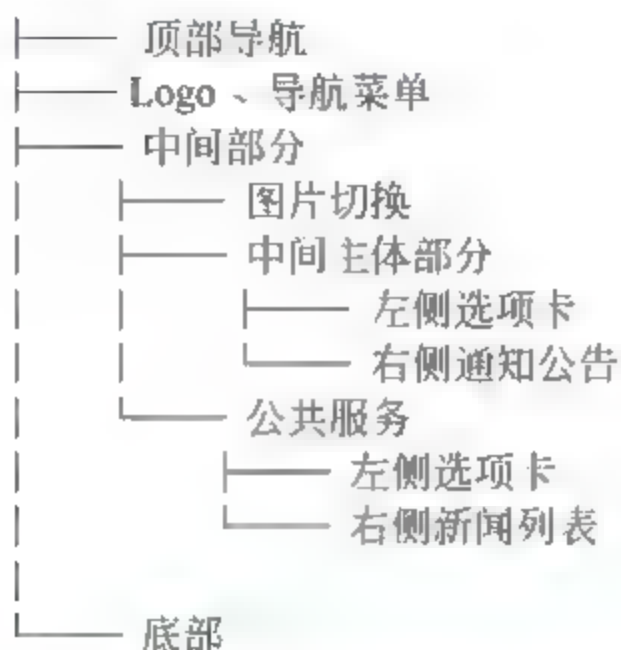 顶部导航
Logo、导航菜单
中间部分
图片切换
中间主体部分
左侧选项卡
右侧通知公告
公共服务
左侧选项卡
右侧新闻列表
底部